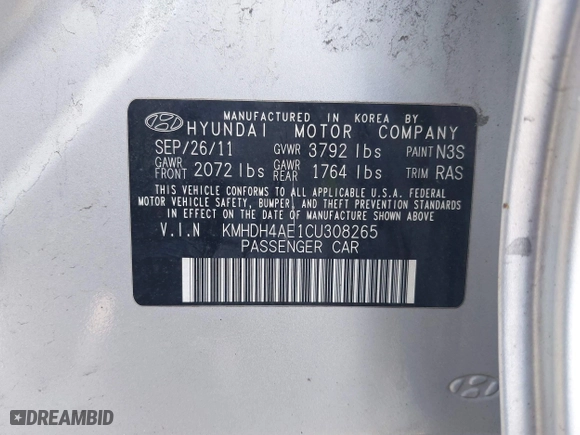 MANUFACTURED IN KOREA BY
HYUNDAI MOTOR COMPANY
SEP/26/11 GVWR 3792 lbs PAINT N3S
GAWR FRONT 2072 lbs GAWR REAR 1764 lbs TRIM RAS
THIS VEHICLE CONFORMS TO ALL APPLICABLE U.S.A. FEDERAL
MOTOR VEHICLE SAFETY, BUMPER, AND THEFT PREVENTION STANDARDS
IN EFFECT ON THE DATE OF MANUFACTURE SHOWN ABOVE.
V.I.N KMHDH4AE1CU308265
PASSENGER CAR
DREAMBID